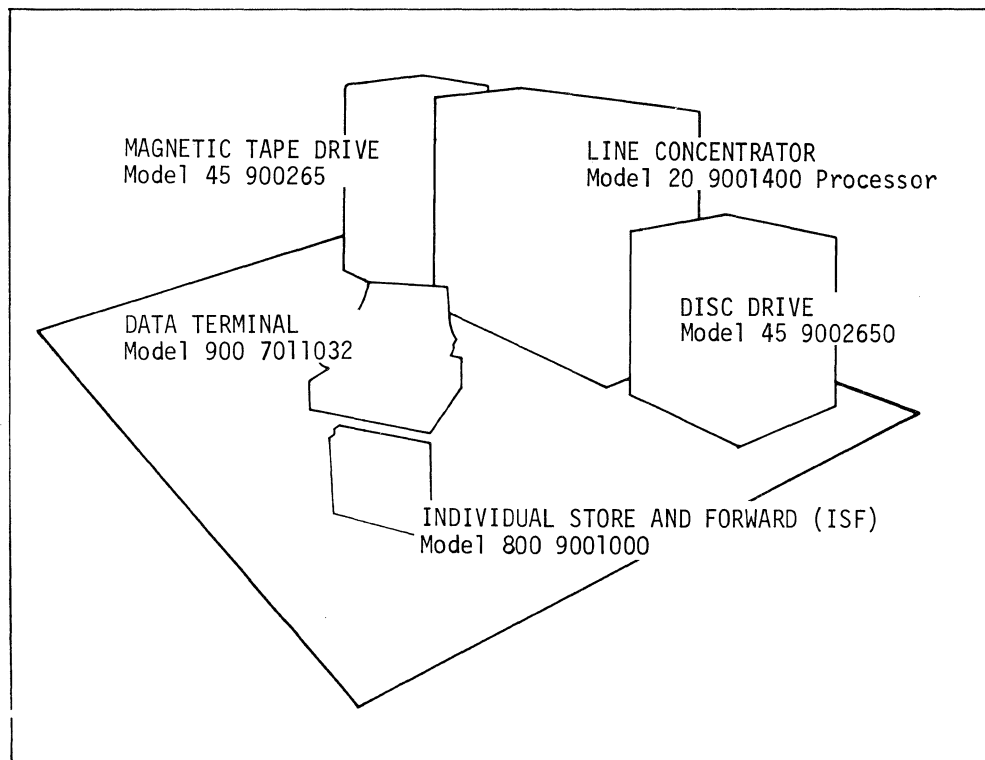 MAGNETIC TAPE DRIVE
Model 45 900265
LINE CONCENTRATOR
Model 20 9001400 Processor
DATA TERMINAL
Model 900 7011032
DISC DRIVE
Model 45 9002650
INDIVIDUAL STORE AND FORWARD (ISF)
Model 800 9001000